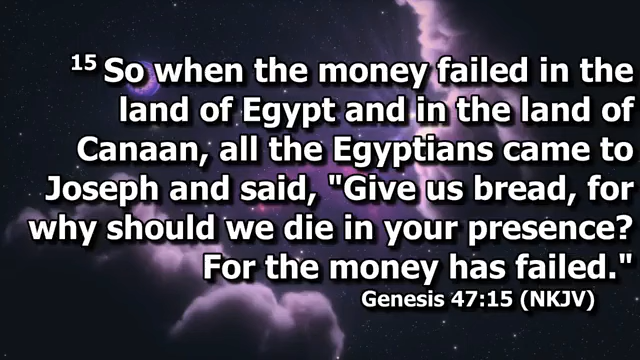 15 So when the money failed in the
land of Egypt and in the land of
Canaan, all the Egyptians came to
Joseph and said, "Give us bread, for
why should we die in your presence?
For the money has failed."
Genesis 47:15 (NKJV)